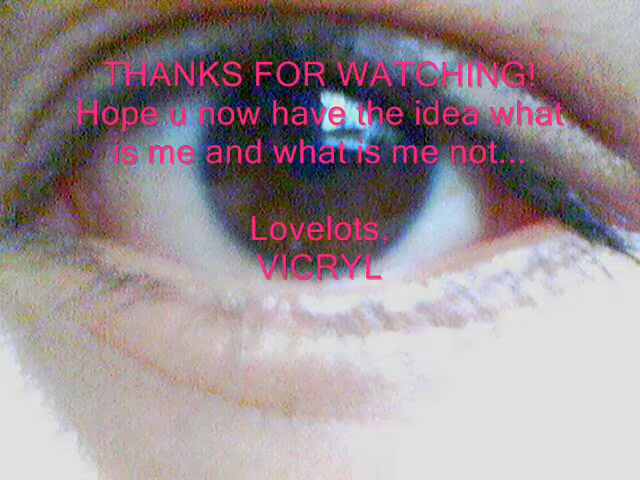 THANKS FOR WATCHING!
Hope u now have the idea what
is me and what is me not...
Lovelots,
VICRYL